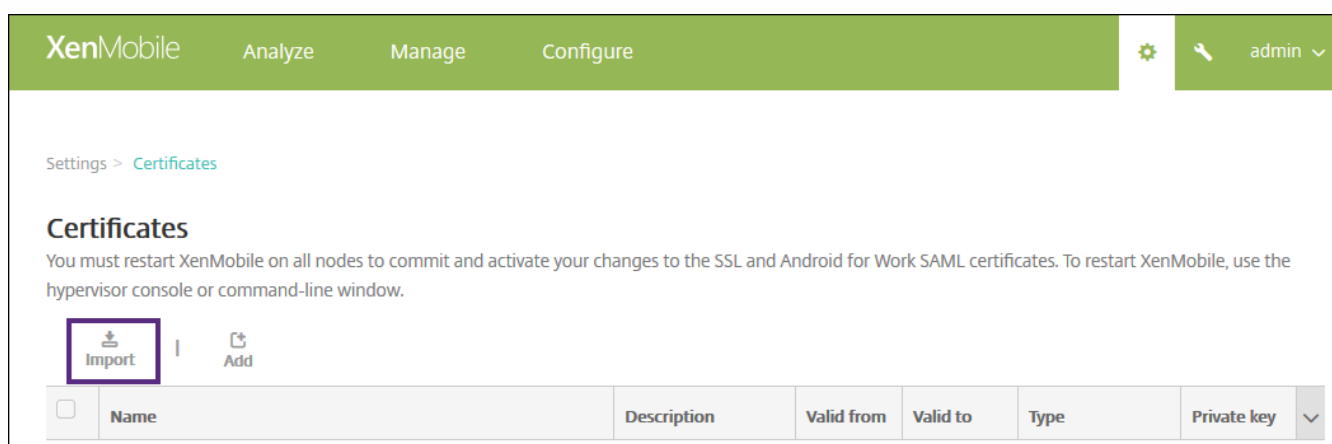 XenMobile Analyze Manage Configure admin
Settings > Certificates
Certificates
You must restart XenMobile on all nodes to commit and activate your changes to the SSL and Android for Work SAML certificates. To restart XenMobile, use the
hypervisor console or command-line window.
Import | Add
Name Description Valid from Valid to Type Private key